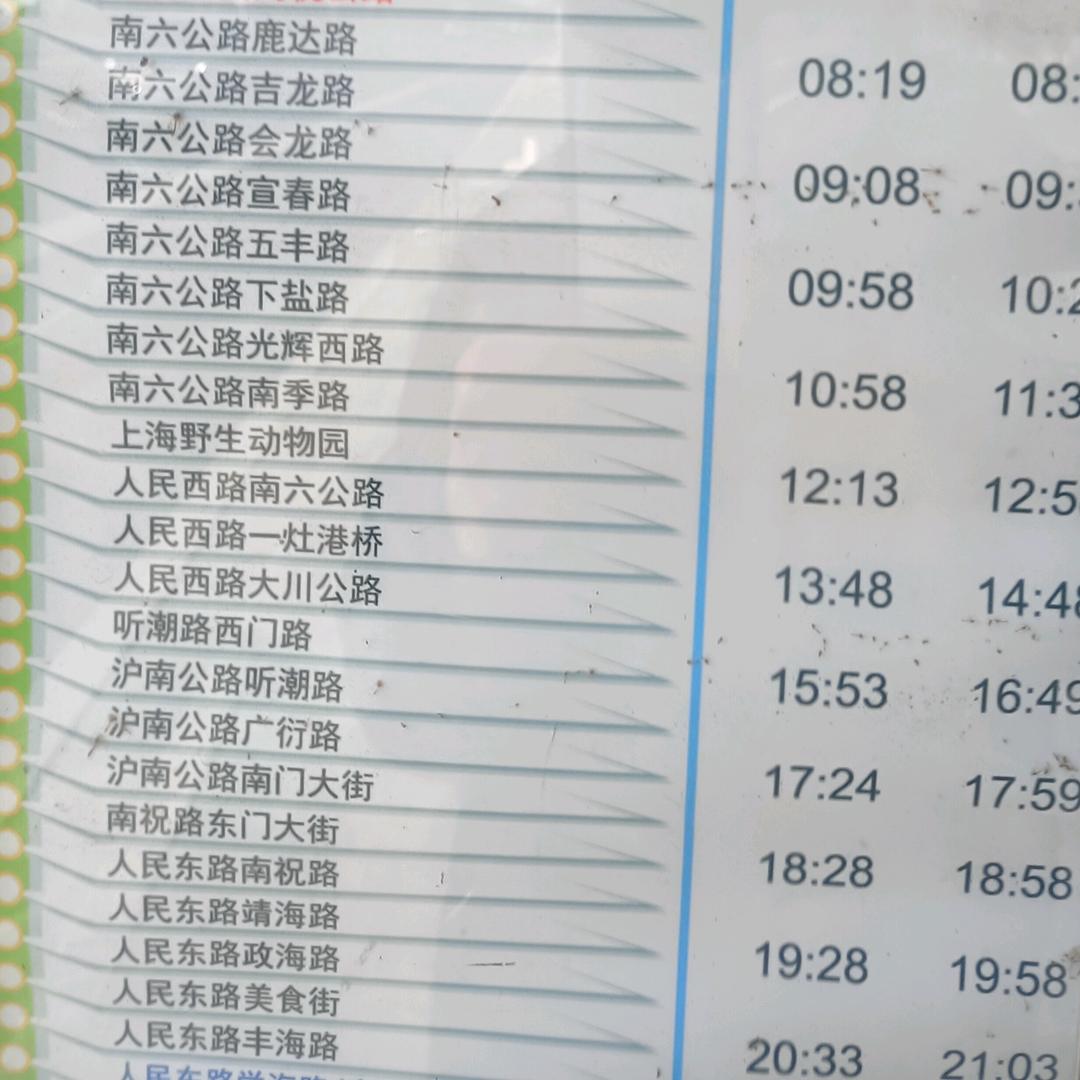 南六公路鹿达路
南六公路吉龙路
南六公路会龙路
南六公路宣春路
南六公路五丰路
南六公路下盐路
南六公路光辉西路
南六公路南季路
上海野生动物园
人民西路南六公路
人民西路一灶港桥
人民西路大川公路
听潮路西门路
沪南公路听潮路
沪南公路广衍路
沪南公路南门大街
南祝路东门大街
人民东路南祝路
人民东路靖海路
人民东路政海路
人民东路美食街
人民东路丰海路
08:19 08:
09:08 09:
09:58 10:2
10:58 11:3
12:13 12:5
13:48 14:48
15:53 16:49
17:24 17:59
18:28 18:58
19:28 19:58
20:33 21:03